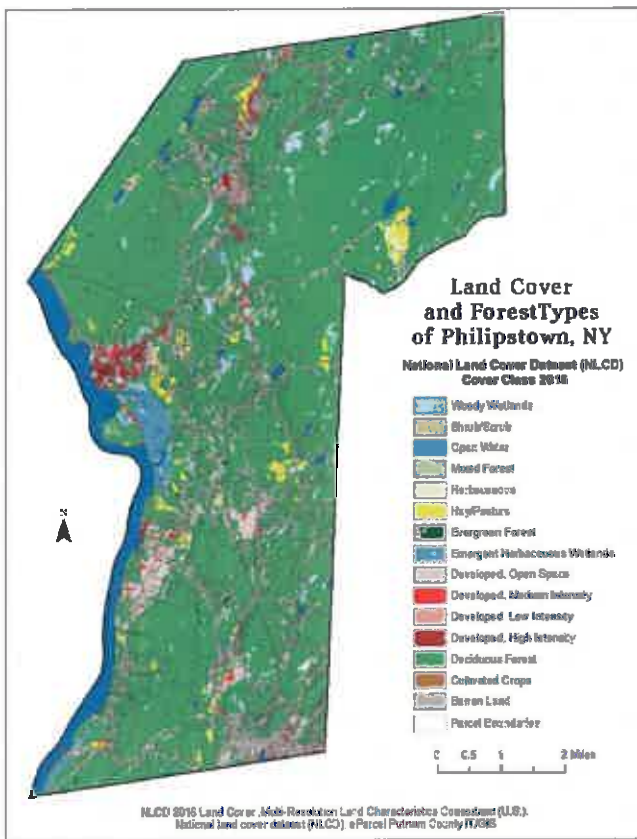 Land Cover
and ForestTypes
of Philipstown, NY
National Land Cover Dataset (NLCD)
Cover Class 2016
Woody Wetlands
Shrub/Scrub
Open Water
Mixed Forest
Herbaceous
Hay/Pasture
Evergreen Forest
Emergent Herbaceous Wetlands
Developed, Open Space
Developed, Medium Intensity
Developed, Low Intensity
Developed, High Intensity
Deciduous Forest
Cultivated Crops
Barren Land
Parcel Boundaries
N
0 0.5 1 2 Miles
NLCD 2016 Land Cover, Multi-Resolution Land Characteristics Consortium (U.S.).
National land cover dataset (NLCD). eParcel Putnam County